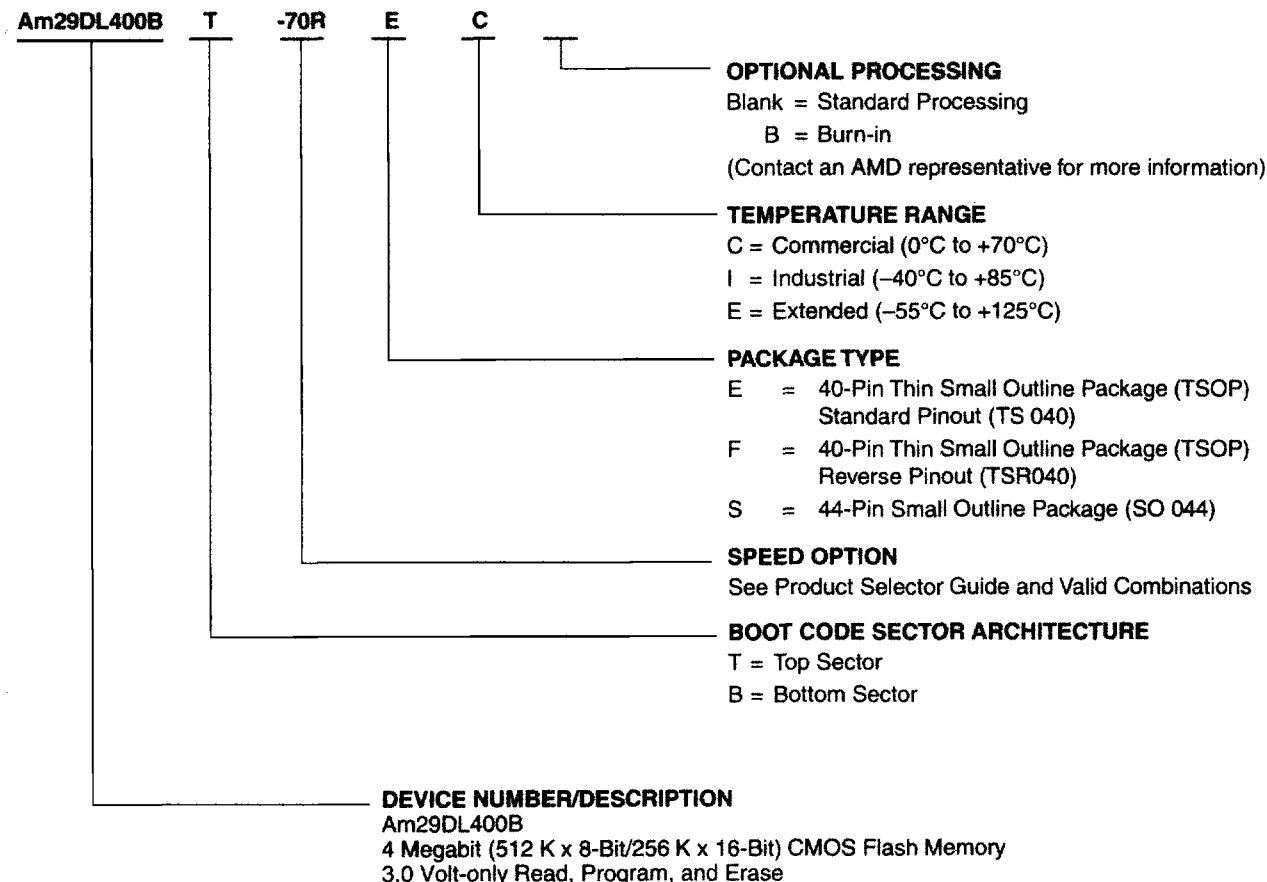 Am29DL400B T -70R E C
OPTIONAL PROCESSING
Blank = Standard Processing
B = Burn-in
(Contact an AMD representative for more information)
TEMPERATURE RANGE
C = Commercial (0°C to +70°C)
I = Industrial (–40°C to +85°C)
E = Extended (–55°C to +125°C)
PACKAGE TYPE
E = 40-Pin Thin Small Outline Package (TSOP)
Standard Pinout (TS 040)
F = 40-Pin Thin Small Outline Package (TSOP)
Reverse Pinout (TSR040)
S = 44-Pin Small Outline Package (SO 044)
SPEED OPTION
See Product Selector Guide and Valid Combinations
BOOT CODE SECTOR ARCHITECTURE
T = Top Sector
B = Bottom Sector
DEVICE NUMBER/DESCRIPTION
Am29DL400B
4 Megabit (512 K x 8-Bit/256 K x 16-Bit) CMOS Flash Memory
3.0 Volt-only Read, Program, and Erase